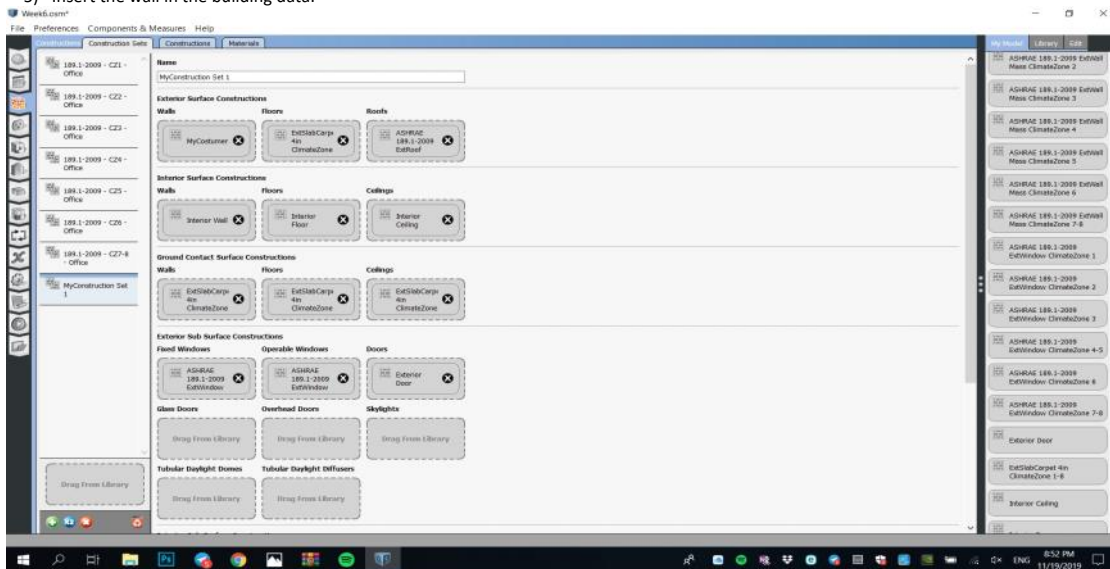 Insert the wall in the building data.
Week6.osm*
File Preferences Components & Measures Help
Constructions Construction Sets Constructions Materials
My Model Library Edit
189.1-2009 - CZ1 -
Office
189.1-2009 - CZ2 -
Office
189.1-2009 - CZ3 -
Office
189.1-2009 - CZ4 -
Office
189.1-2009 - CZ5 -
Office
189.1-2009 - CZ6 -
Office
189.1-2009 - CZ7-8
- Office
MyConstruction Set
1
Drag From Library
Name
MyConstruction Set 1
Exterior Surface Constructions
Walls Floors Roofs
MyCostumer
ExtSlabCarpe
4in
ClimateZone
ASHRAE
189.1-2009
ExtRoof
Interior Surface Constructions
Walls Floors Ceilings
Interior Wall
Interior
Floor
Interior
Ceiling
Ground Contact Surface Constructions
Walls Floors Ceilings
ExtSlabCarpe
4in
ClimateZone
ExtSlabCarpe
4in
ClimateZone
ExtSlabCarpe
4in
ClimateZone
Exterior Sub Surface Constructions
Fixed Windows Operable Windows Doors
ASHRAE
189.1-2009
ExtWindow
ASHRAE
189.1-2009
ExtWindow
Exterior
Door
Glass Doors Overhead Doors Skylights
Drag From Library Drag From Library Drag From Library
Tubular Daylight Domes Tubular Daylight Diffusers
Drag From Library Drag From Library
ASHRAE 189.1-2009 ExtWall
Mass ClimateZone 2
ASHRAE 189.1-2009 ExtWall
Mass ClimateZone 3
ASHRAE 189.1-2009 ExtWall
Mass ClimateZone 4
ASHRAE 189.1-2009 ExtWall
Mass ClimateZone 5
ASHRAE 189.1-2009 ExtWall
Mass ClimateZone 6
ASHRAE 189.1-2009 ExtWall
Mass ClimateZone 7-8
ASHRAE 189.1-2009
ExtWindow ClimateZone 1
ASHRAE 189.1-2009
ExtWindow ClimateZone 2
ASHRAE 189.1-2009
ExtWindow ClimateZone 3
ASHRAE 189.1-2009
ExtWindow ClimateZone 4-5
ASHRAE 189.1-2009
ExtWindow ClimateZone 6
ASHRAE 189.1-2009
ExtWindow ClimateZone 7-8
Exterior Door
ExtSlabCarpet 4in
ClimateZone 1-8
Interior Ceiling
Ps
ENG
8:52 PM
11/19/2019